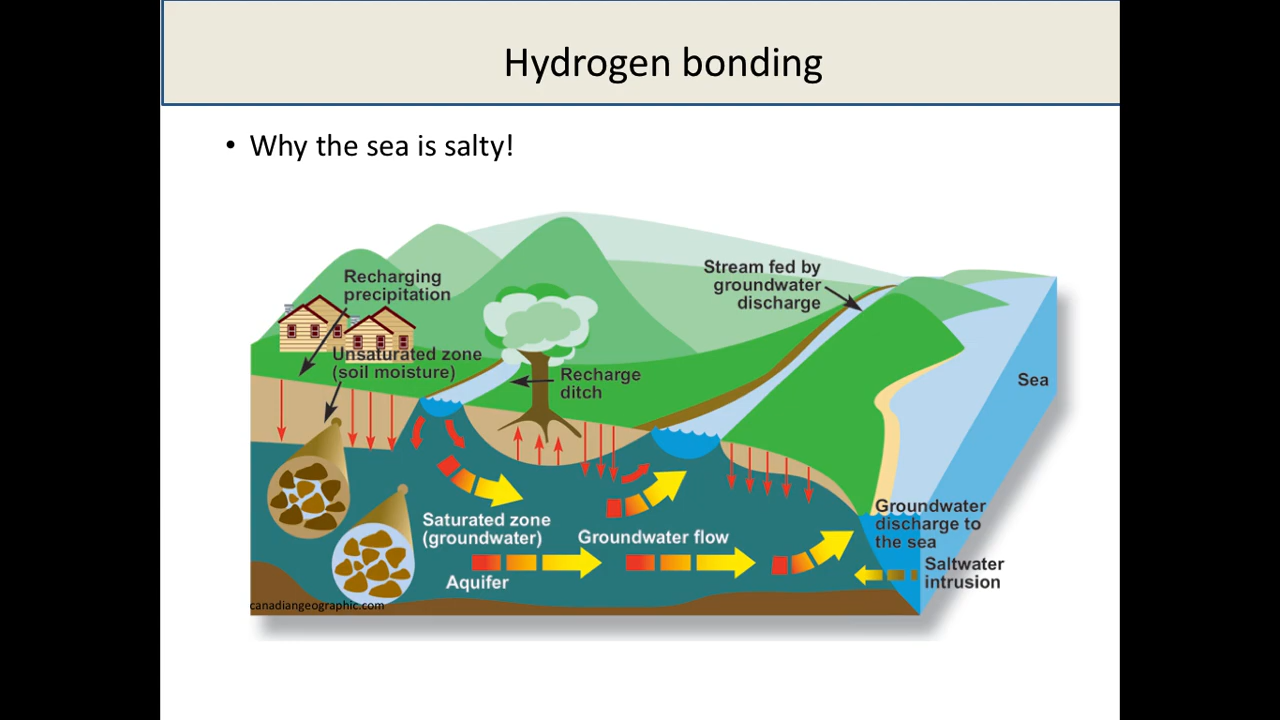 Hydrogen bonding
• Why the sea is salty!
Recharging
precipitation
Stream fed by
groundwater
discharge
Unsaturated zone
(soil moisture)
Recharge
ditch
Sea
Saturated zone
(groundwater)
Groundwater flow
Groundwater
discharge to
the sea
Saltwater
intrusion
Aquifer
canadiangeographic.com